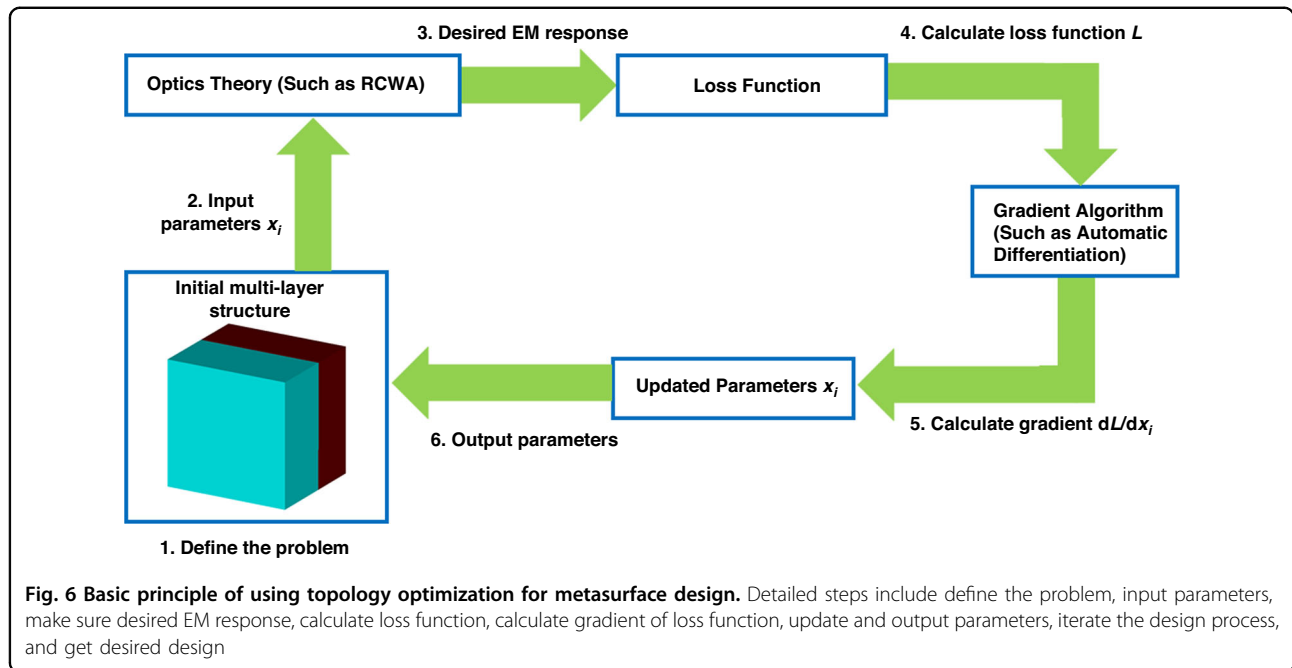 3. Desired EM response
4. Calculate loss function L
Optics Theory (Such as RCWA)
Loss Function
2. Input
parameters xi
Gradient Algorithm
(Such as Automatic
Differentiation)
Initial multi-layer
structure
Updated Parameters xi
5. Calculate gradient dL/dxi
6. Output parameters
1. Define the problem
Fig. 6 Basic principle of using topology optimization for metasurface design. Detailed steps include define the problem, input parameters,
make sure desired EM response, calculate loss function, calculate gradient of loss function, update and output parameters, iterate the design process,
and get desired design